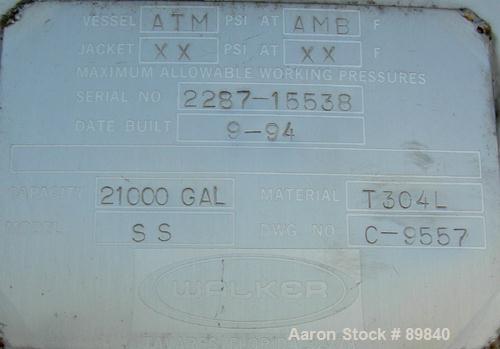 VESSEL ATM PSI AT AMB F
JACKET XX PSI AT XX F
MAXIMUM ALLOWABLE WORKING PRESSURES
SERIAL NO 2287-15538
DATE BUILT 9-94
CAPACITY 21000 GAL MATERIAL T304L
MODEL SS DWG NO C-9557
WALKER
Aaron Stock # 89840